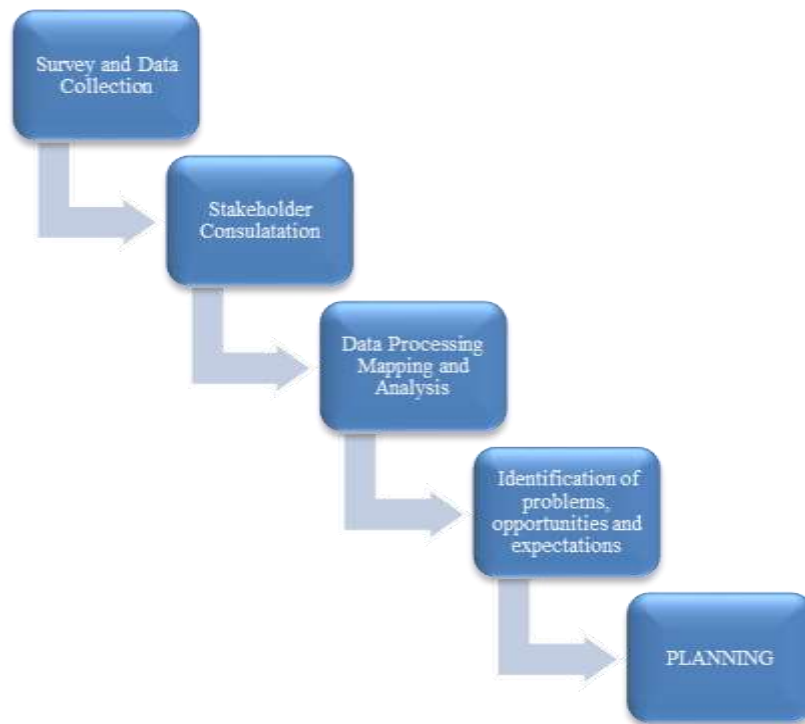 Survey and Data
Collection
Stakeholder
Consulatation
Data Processing
Mapping and
Analysis
Identification of
problems,
opportunities and
expectations
PLANNING